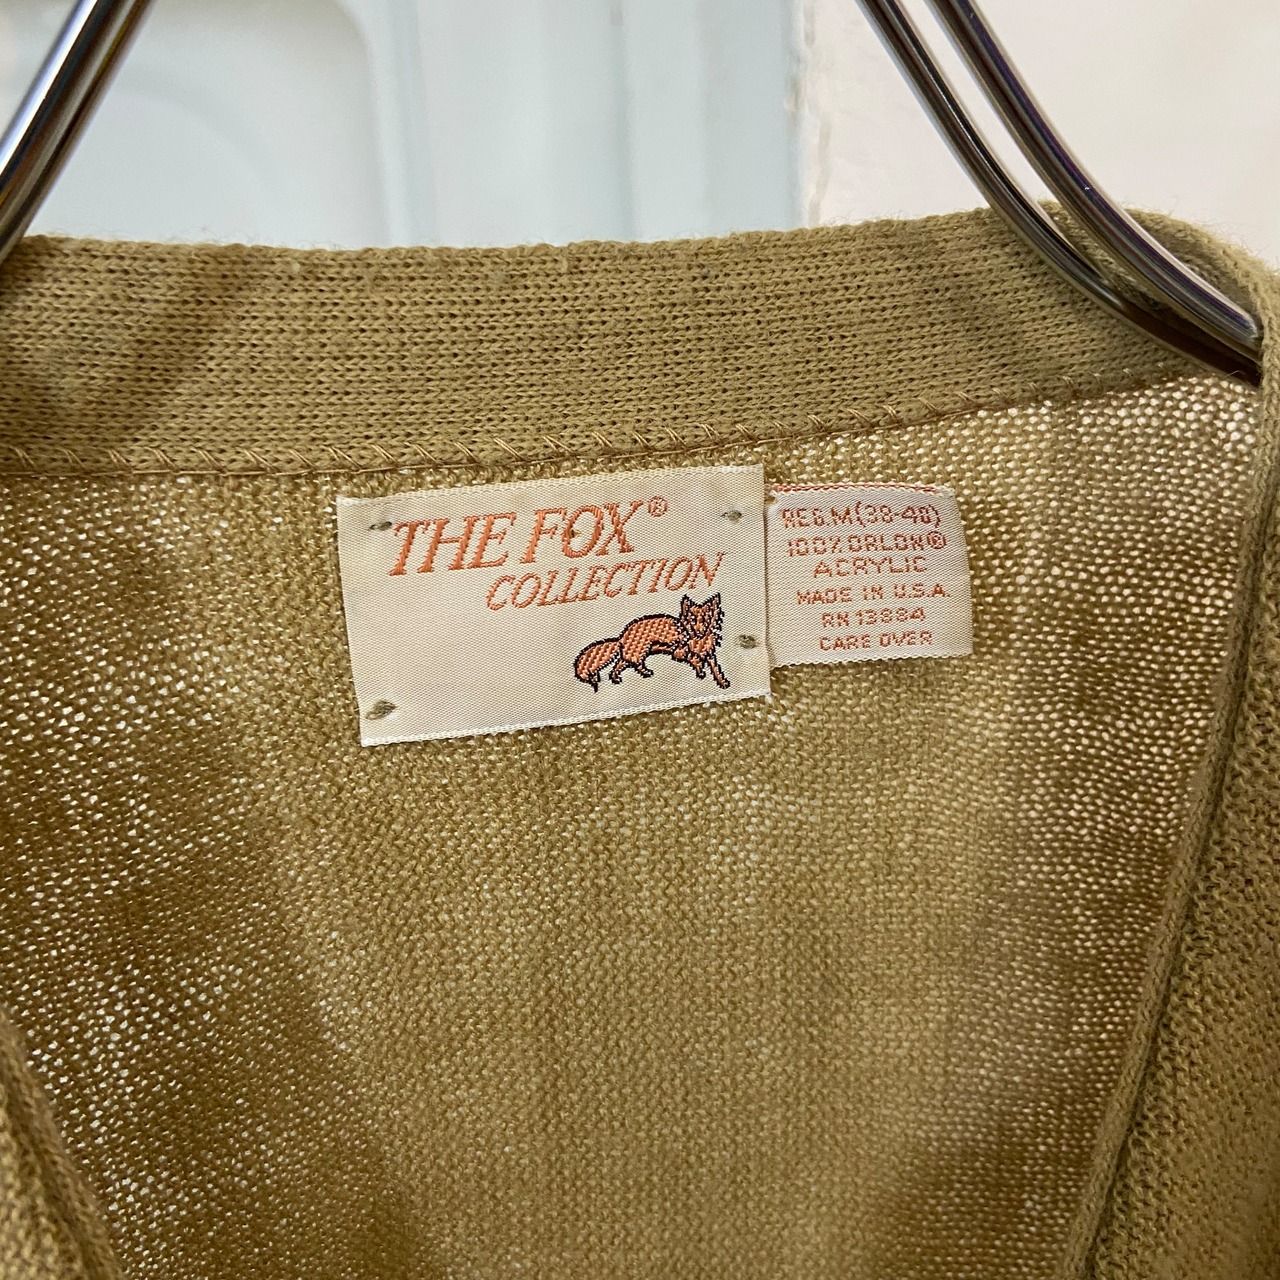 THE FOX®
COLLECTION
REG.M(38-40)
100% ORLON®
ACRYLIC
MADE IN U.S.A.
RN 13884
CARE OVER